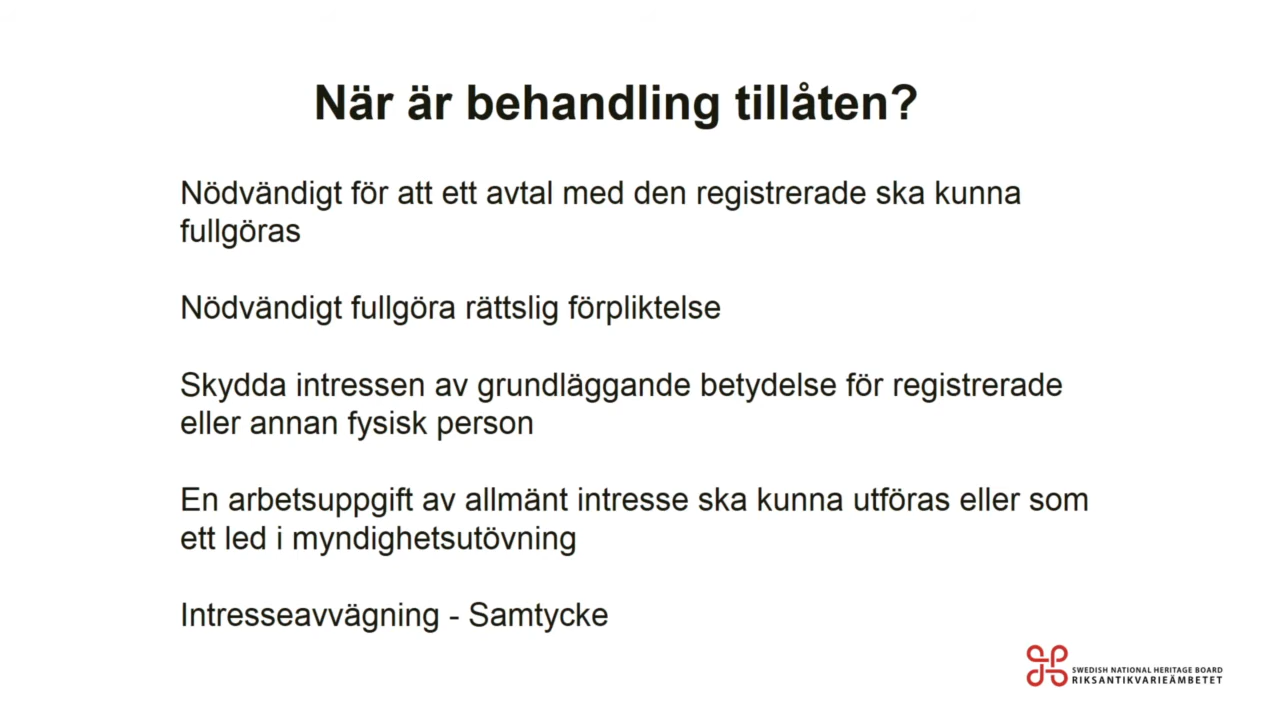 När är behandling tillåten?
Nödvändigt för att ett avtal med den registrerade ska kunna
fullgöras
Nödvändigt fullgöra rättslig förpliktelse
Skydda intressen av grundläggande betydelse för registrerade
eller annan fysisk person
En arbetsuppgift av allmänt intresse ska kunna utföras eller som
ett led i myndighetsutövning
Intresseavvägning - Samtycke
SWEDISH NATIONAL HERITAGE BOARD
RIKSANTIKVARIEÄMBETET